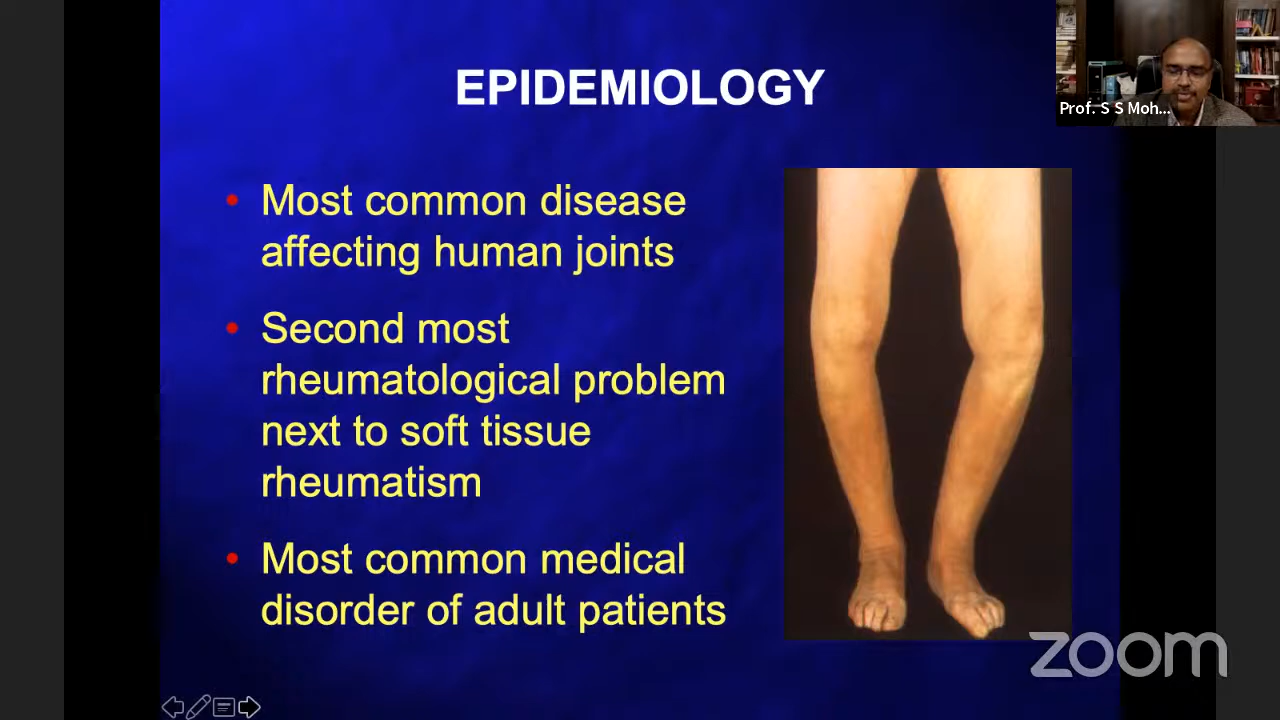 EPIDEMIOLOGY
Prof. S S Moh...
• Most common disease
affecting human joints
• Second most
rheumatological problem
next to soft tissue
rheumatism
• Most common medical
disorder of adult patients
zoom